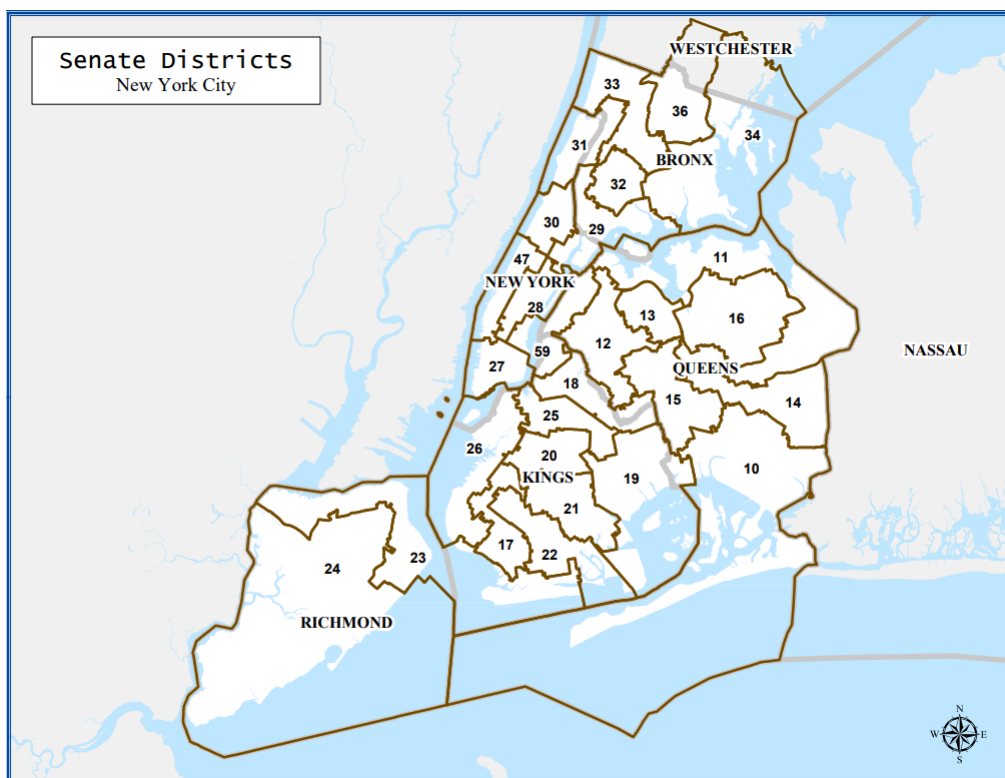 Senate Districts
New York City
WESTCHESTER
33
36
34
31
BRONX
32
30
29
47
11
NEW YORK
28
13
16
59
12
NASSAU
27
QUEENS
18
15
14
25
26
20
10
KINGS
19
21
17
22
23
24
RICHMOND
N
W
E
S